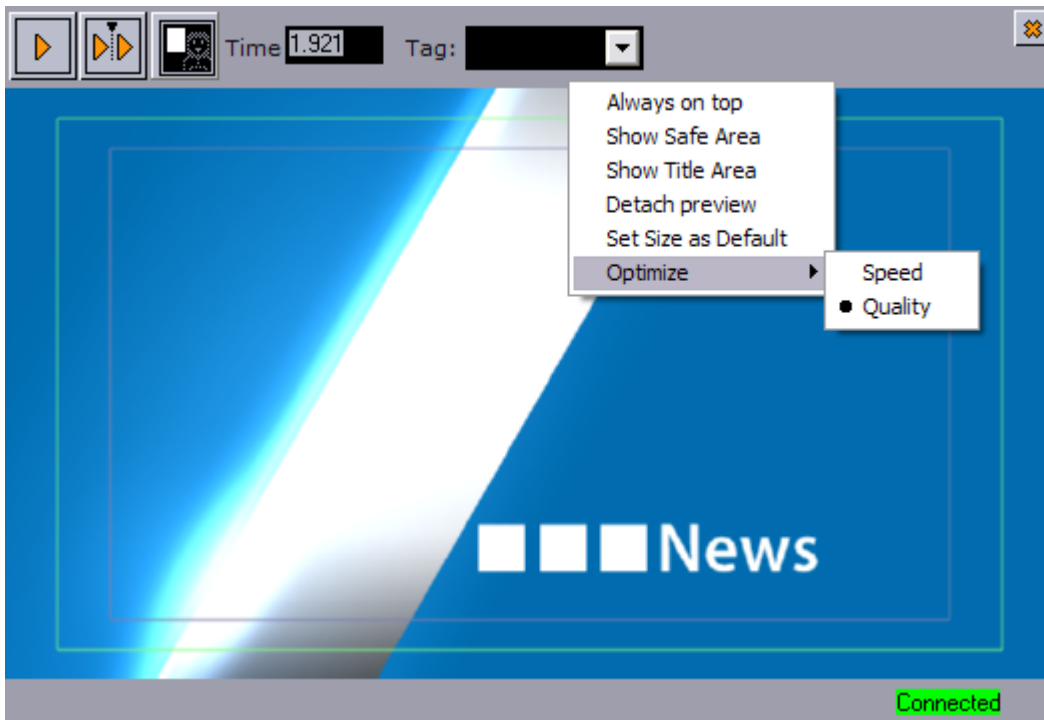 Time 1.921 Tag:
Always on top
Show Safe Area
Show Title Area
Detach preview
Set Size as Default
Optimize
Speed
Quality
News
Connected